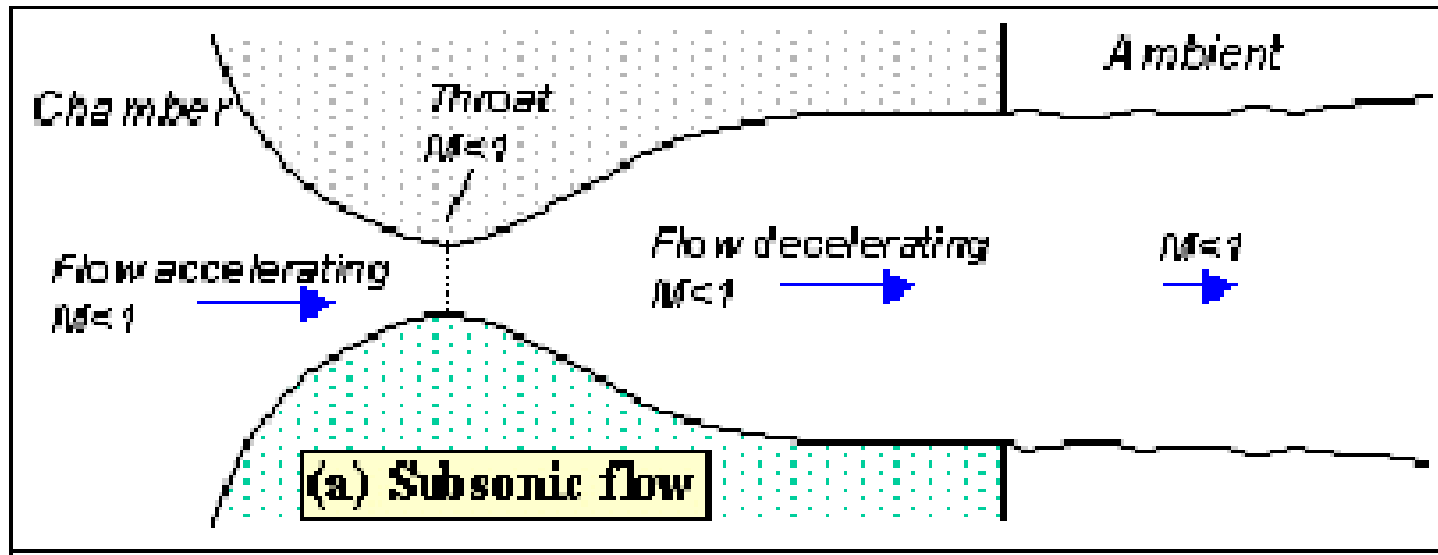 Ambient
Chamber
Throat
M<1
Flow accelerating
M<1
Flow decelerating
M<1
M<1
(a) Subsonic flow